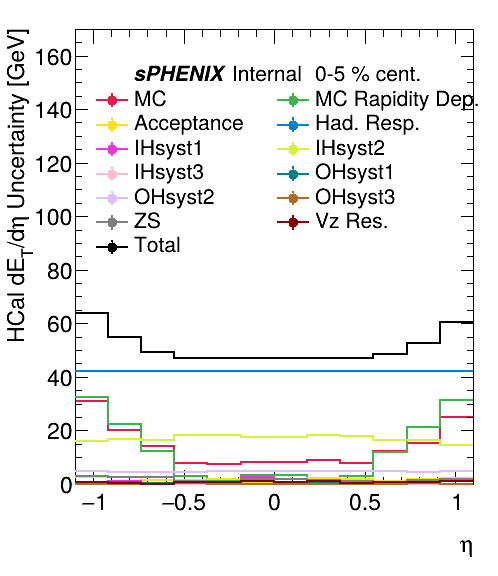 HCal dE_T/dη Uncertainty [GeV]
160
140
120
100
80
60
40
20
0
sPHENIX Internal 0-5 % cent.
MC
MC Rapidity Dep.
Acceptance
Had. Resp.
IHsyst1
IHsyst2
IHsyst3
OHsyst1
OHsyst2
OHsyst3
ZS
Vz Res.
Total
−1 −0.5 0 0.5 1
η